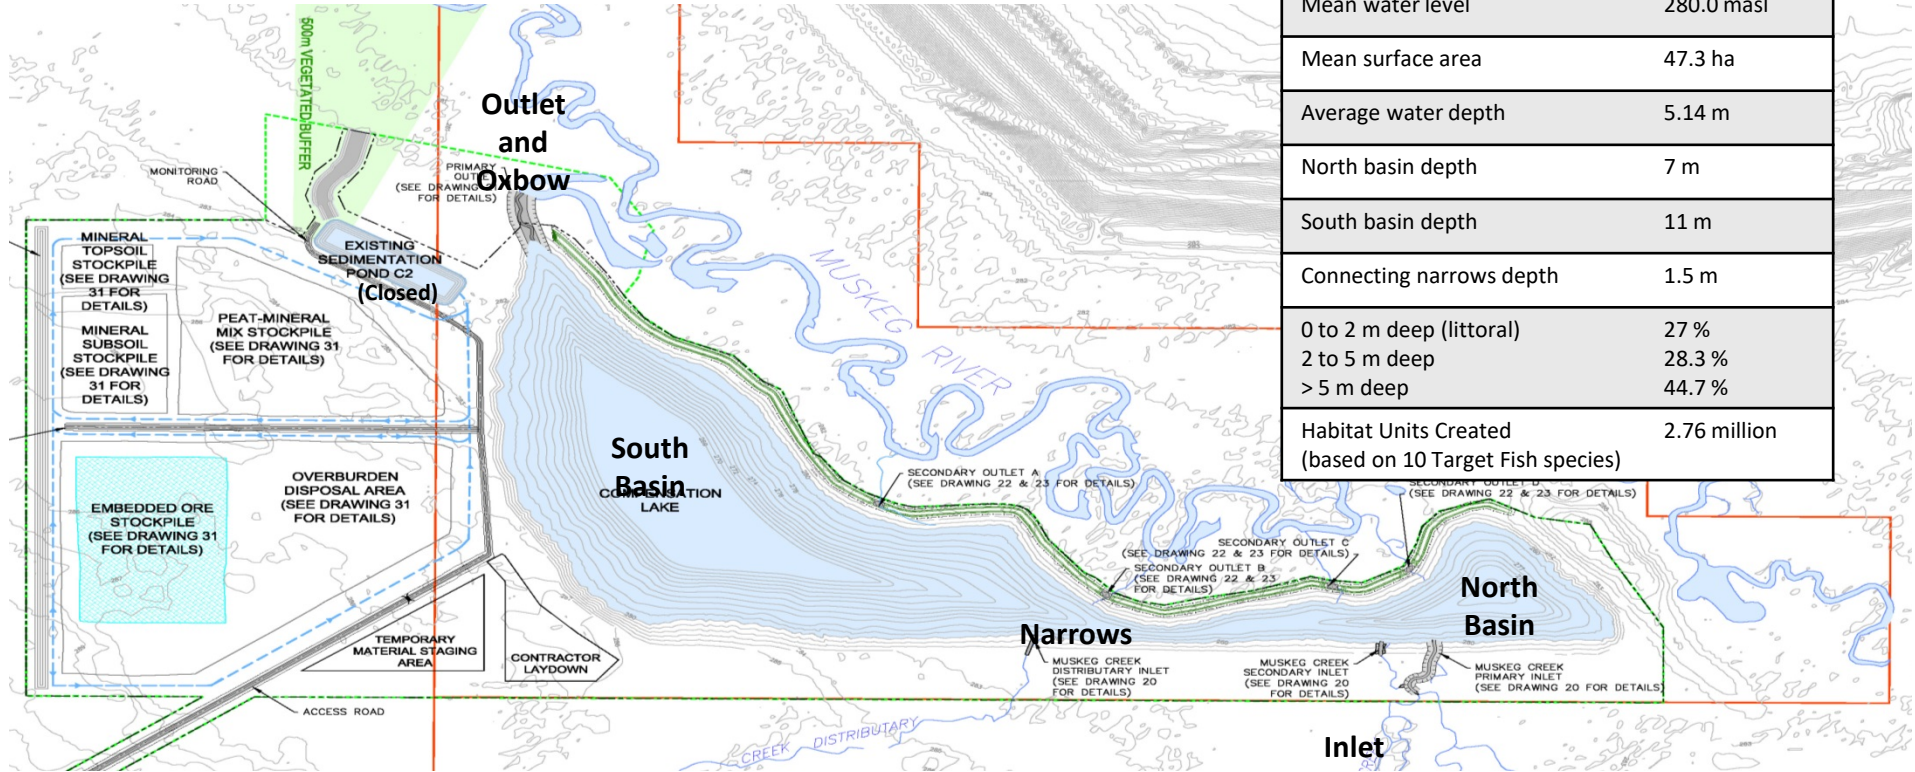 Mean water level 280.0 masl
Mean surface area 47.3 ha
Average water depth 5.14 m
North basin depth 7 m
South basin depth 11 m
Connecting narrows depth 1.5 m
0 to 2 m deep (littoral) 27 %
2 to 5 m deep 28.3 %
> 5 m deep 44.7 %
Habitat Units Created 2.76 million
(based on 10 Target Fish species)
500m VEGETATED BUFFER
Outlet
and
Oxbow
PRIMARY
(SEE DRAWING
FOR DETAILS)
MONITORING
ROAD
MINERAL
TOPSOIL
STOCKPILE
(SEE DRAWING
31 FOR
DETAILS)
MINERAL
SUBSOIL
STOCKPILE
(SEE DRAWING
31 FOR
DETAILS)
EXISTING
SEDIMENTATION
POND C2
(Closed)
PEAT-MINERAL
MIX STOCKPILE
(SEE DRAWING 31
FOR DETAILS)
MUSKEG
RIVER
South
Basin
COMPENSATION
LAKE
EMBEDDED ORE
STOCKPILE
(SEE DRAWING 31
FOR DETAILS)
OVERBURDEN
DISPOSAL AREA
(SEE DRAWING 31
FOR DETAILS)
SECONDARY OUTLET A
(SEE DRAWING 22 & 23 FOR DETAILS)
SECONDARY OUTLET D
(SEE DRAWING 22 & 23 FOR DETAILS)
SECONDARY OUTLET C
(SEE DRAWING 22 & 23 FOR DETAILS)
SECONDARY OUTLET B
(SEE DRAWING 22 & 23
FOR DETAILS)
North
Basin
Narrows
TEMPORARY
MATERIAL STAGING
AREA
CONTRACTOR
LAYDOWN
MUSKEG CREEK
DISTRIBUTARY INLET
(SEE DRAWING 20
FOR DETAILS)
MUSKEG CREEK
SECONDARY INLET
(SEE DRAWING 20
FOR DETAILS)
MUSKEG CREEK
PRIMARY INLET
(SEE DRAWING 20 FOR DETAILS)
ACCESS ROAD
CREEK DISTRIBUTARY
Inlet